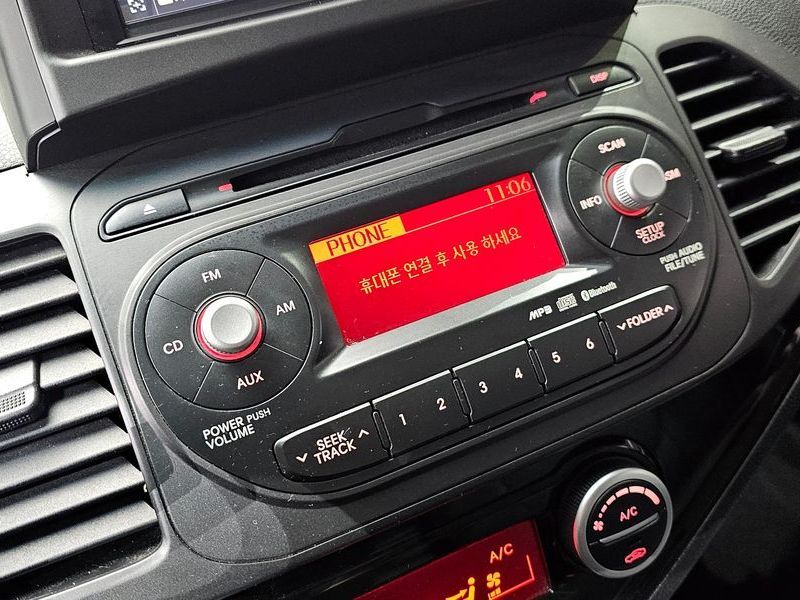 DISP
11:06
PHONE
휴대폰 연결 후 사용 하세요
SCAN
INFO
SETUP
CLOCK
PUSH AUDIO
FILE/TUNE
FM
AM
CD
AUX
POWER PUSH
VOLUME
MP3
Bluetooth
SEEK
TRACK
1 2
3 4
5 6
FOLDER
A/C
A/C